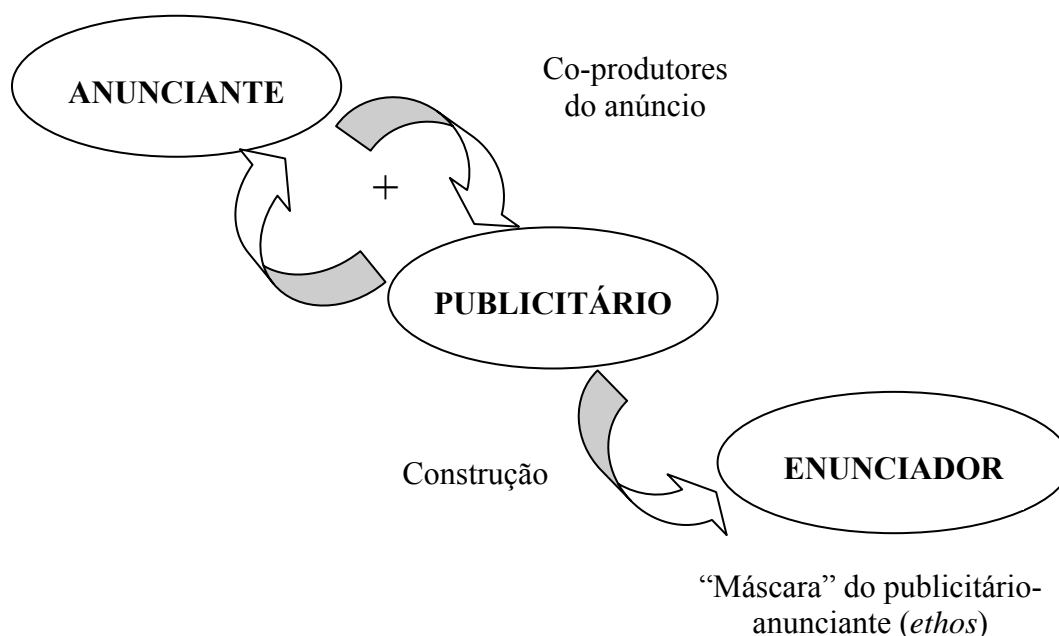 ANUNCIANTE
Co-produtores
do anúncio
+
PUBLICITÁRIO
Construção
ENUNCIADOR
“Máscara” do publicitário-
anunciante (ethos)